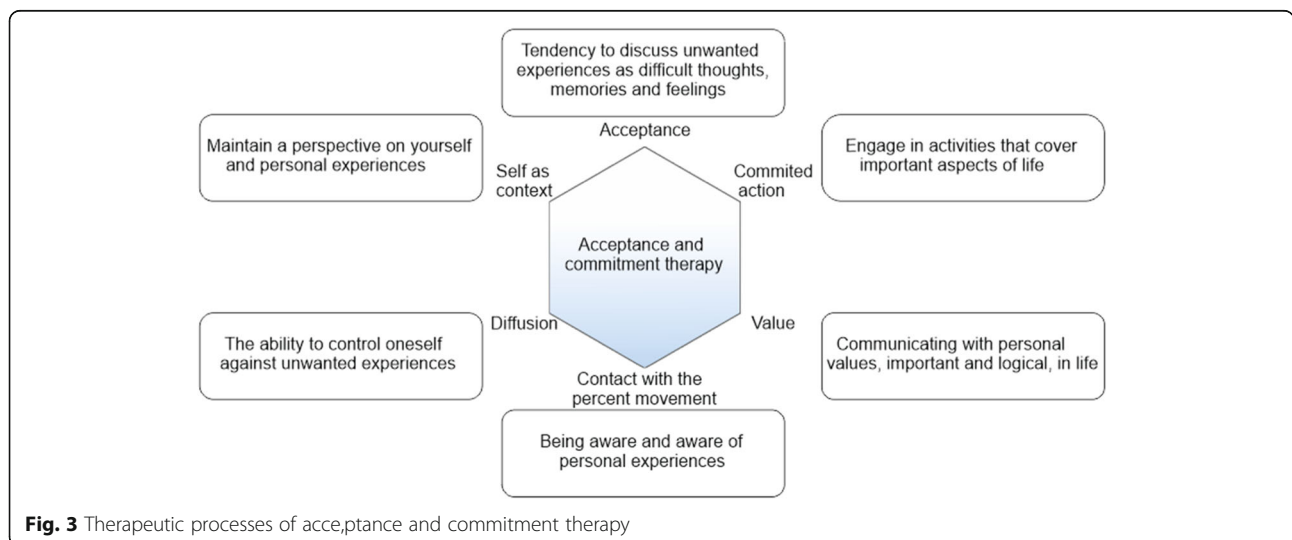 Tendency to discuss unwanted
experiences as difficult thoughts,
memories and feelings
Acceptance
Maintain a perspective on yourself
and personal experiences
Self as
context
Commited
action
Engage in activities that cover
important aspects of life
Acceptance and
commitment therapy
The ability to control oneself
against unwanted experiences
Diffusion
Value
Communicating with personal
values, important and logical, in life
Contact with the
percent movement
Being aware and aware of
personal experiences
Fig. 3 Therapeutic processes of acce,ptance and commitment therapy